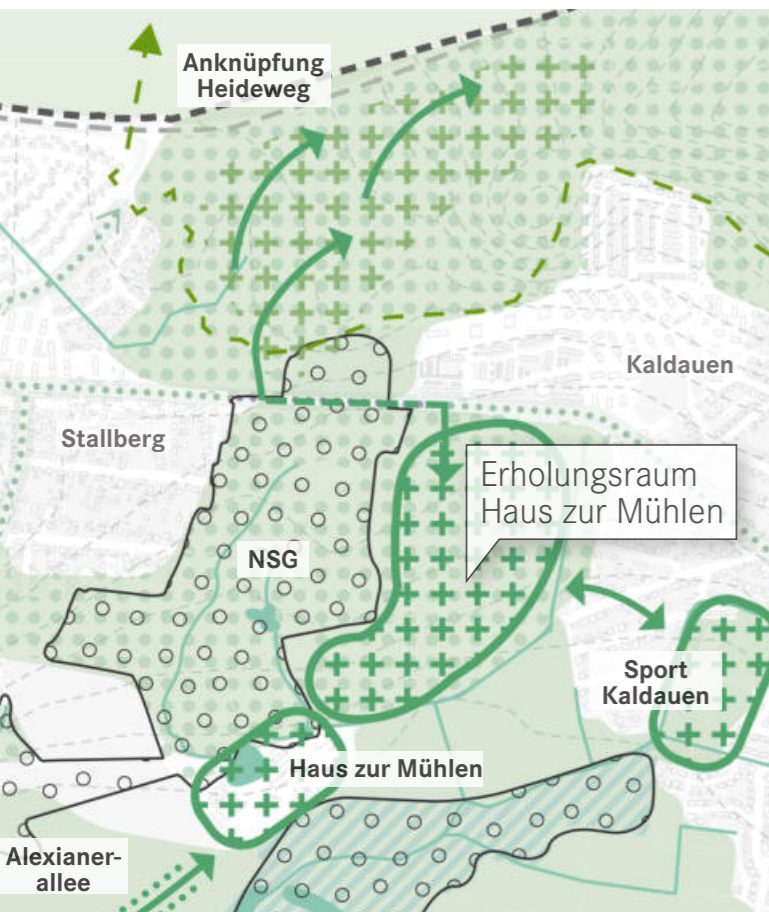 Anknüpfung
Heideweg
Kaldauen
Stallberg
Erholungsraum
Haus zur Mühlen
NSG
Sport
Kaldauen
Haus zur Mühlen
Alexianer-
allee